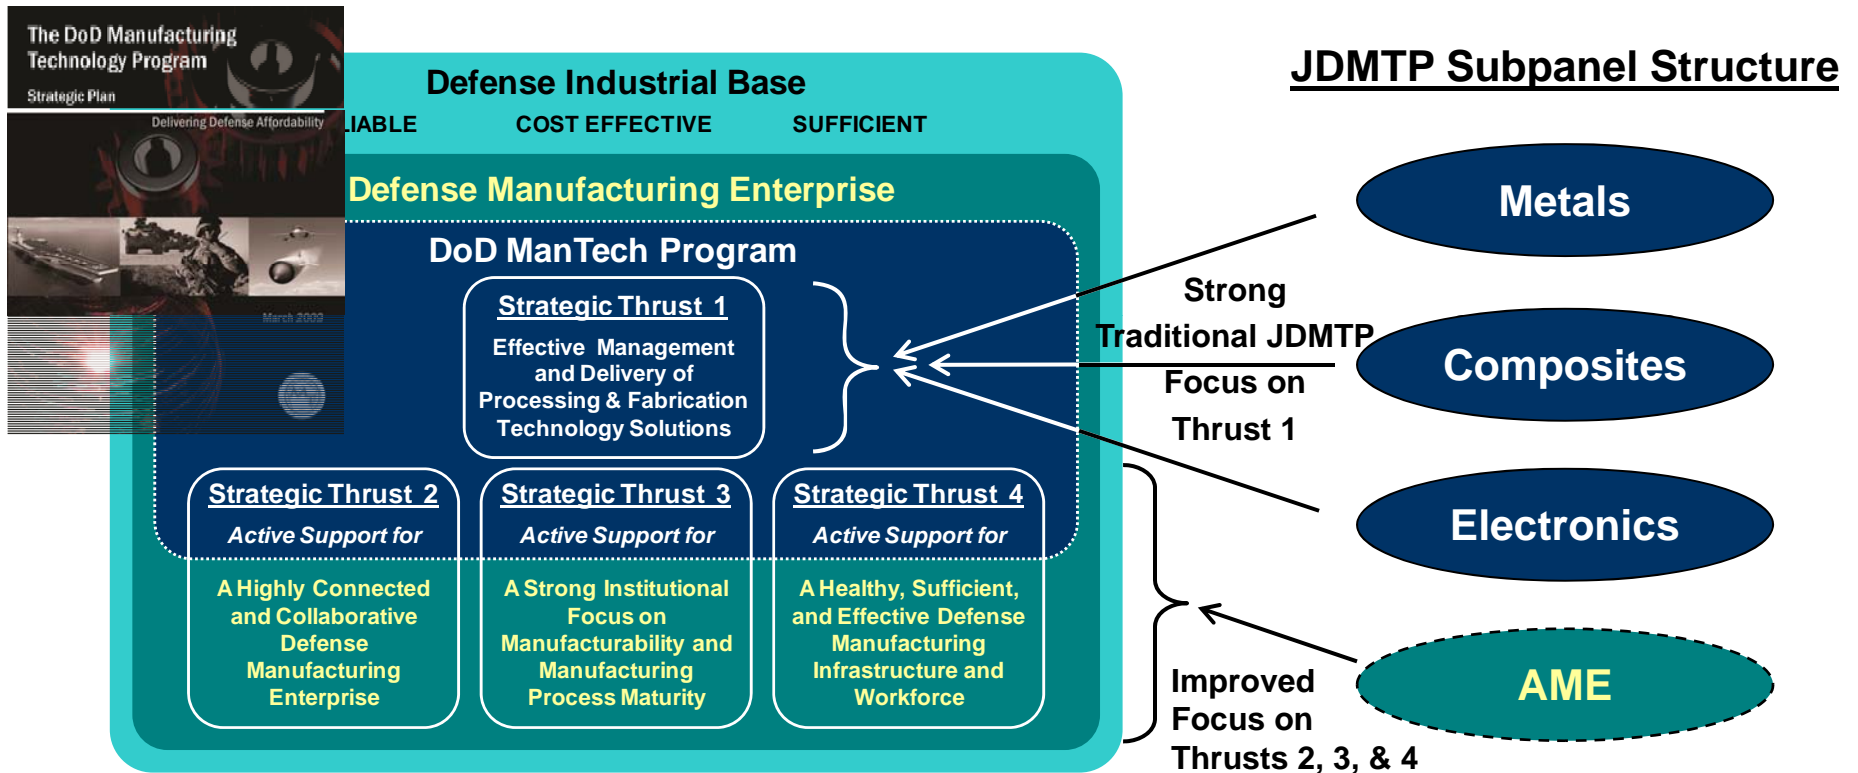 The DoD Manufacturing
Technology Program
Strategic Plan
Delivering Defense Affordability
March 2009
Defense Industrial Base
LIABLE COST EFFECTIVE SUFFICIENT
Defense Manufacturing Enterprise
DoD ManTech Program
Strategic Thrust 1
Effective Management
and Delivery of
Processing & Fabrication
Technology Solutions
Strategic Thrust 2
Active Support for
A Highly Connected
and Collaborative
Defense
Manufacturing
Enterprise
Strategic Thrust 3
Active Support for
A Strong Institutional
Focus on
Manufacturability and
Manufacturing
Process Maturity
Strategic Thrust 4
Active Support for
A Healthy, Sufficient,
and Effective Defense
Manufacturing
Infrastructure and
Workforce
JDMTP Subpanel Structure
Strong
Traditional JDMTP
Focus on
Thrust 1
Metals
Composites
Electronics
AME
Improved
Focus on
Thrusts 2, 3, & 4